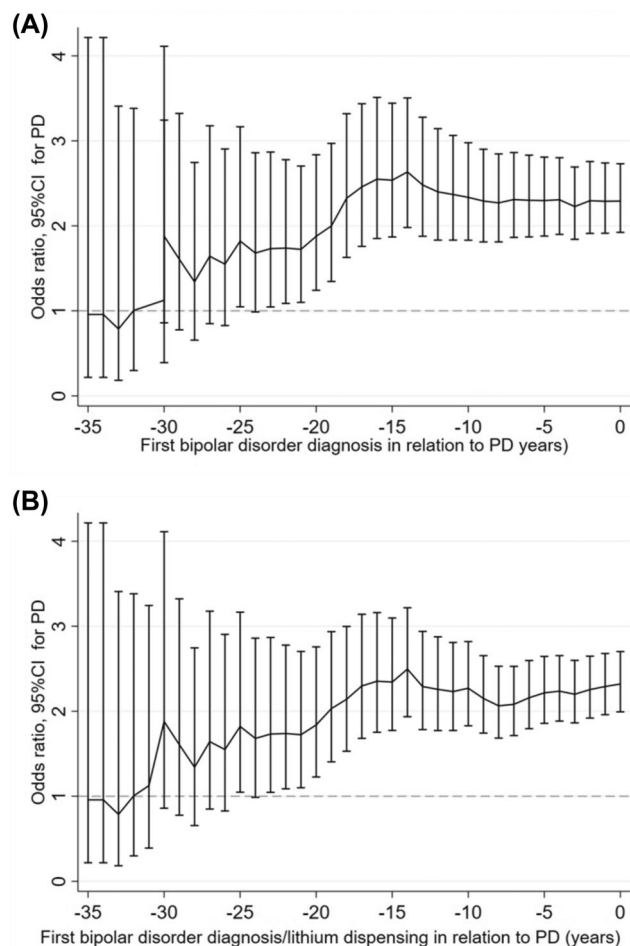 (A)
Odds ratio, 95%CI for PD
4
3
2
1
0
-35 -30 -25 -20 -15 -10 -5 0
First bipolar disorder diagnosis in relation to PD years)
(B)
Odds ratio, 95%CI for PD
4
3
2
1
0
-35 -30 -25 -20 -15 -10 -5 0
First bipolar disorder diagnosis/lithium dispensing in relation to PD (years)